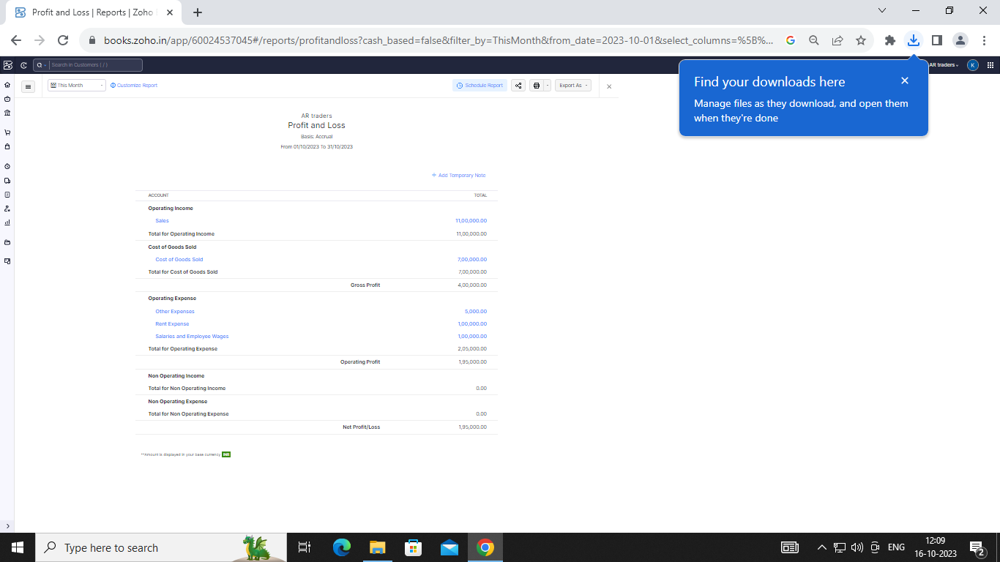 Profit and Loss | Reports | Zoho
books.zoho.in/app/60024537045#/reports/profitandloss?cash_based=false&filter_by=ThisMonth&from_date=2023-10-01&select_columns=%5B%...
Search in Customers ( / )
AR traders
K
Find your downloads here
Manage files as they download, and open them
when they're done
This Month
Customize Report
Schedule Report
Export As
AR traders
Profit and Loss
Basis: Accrual
From 01/10/2023 To 31/10/2023
+ Add Temporary Note
ACCOUNT TOTAL
Operating Income
Sales 11,00,000.00
Total for Operating Income 11,00,000.00
Cost of Goods Sold
Cost of Goods Sold 7,00,000.00
Total for Cost of Goods Sold 7,00,000.00
Gross Profit 4,00,000.00
Operating Expense
Other Expenses 5,000.00
Rent Expense 1,00,000.00
Salaries and Employee Wages 1,00,000.00
Total for Operating Expense 2,05,000.00
Operating Profit 1,95,000.00
Non Operating Income
Total for Non Operating Income 0.00
Non Operating Expense
Total for Non Operating Expense 0.00
Net Profit/Loss 1,95,000.00
**Amount is displayed in your base currency INR
Type here to search
ENG
12:09
16-10-2023
2